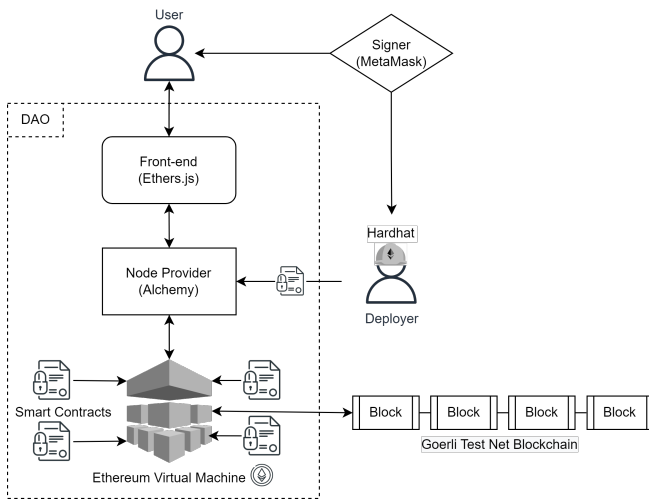 User
Signer
(MetaMask)
DAO
Front-end
(Ethers.js)
Hardhat
Node Provider
(Alchemy)
Deployer
Smart Contracts
Block
Block
Block
Block
Goerli Test Net Blockchain
Ethereum Virtual Machine